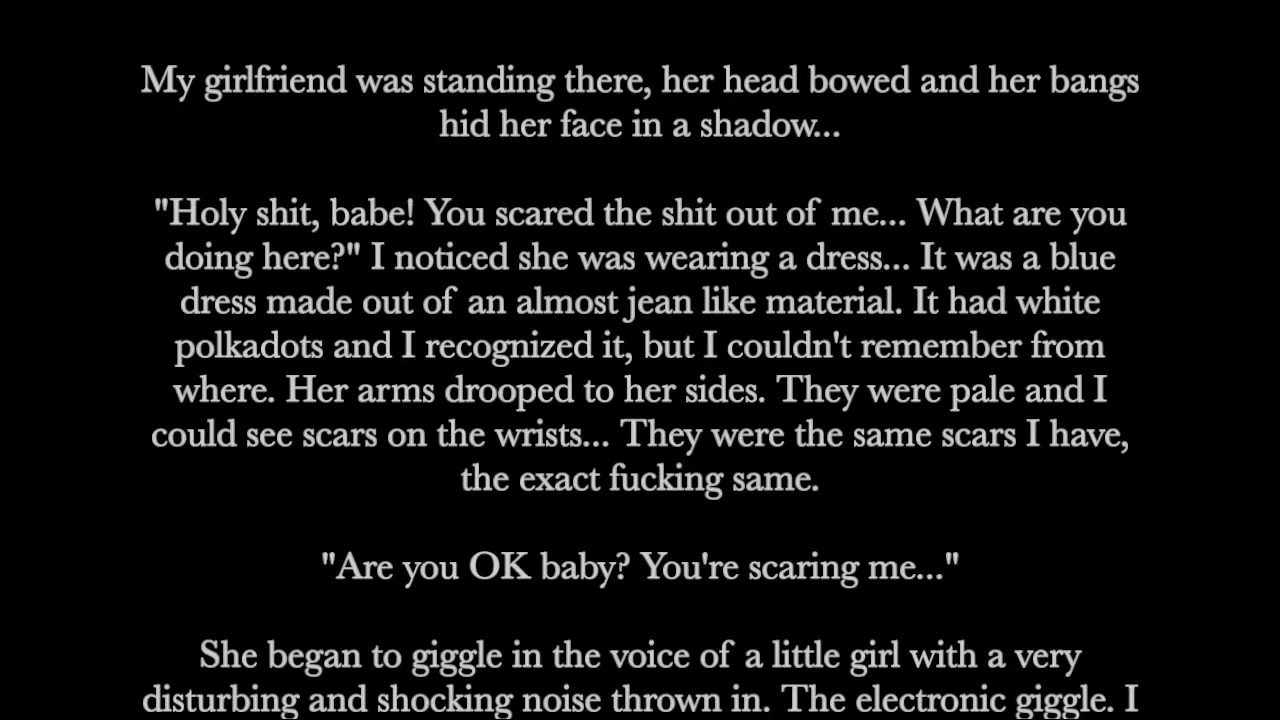 My girlfriend was standing there, her head bowed and her bangs
hid her face in a shadow...
"Holy shit, babe! You scared the shit out of me... What are you
doing here?" I noticed she was wearing a dress... It was a blue
dress made out of an almost jean like material. It had white
polkadots and I recognized it, but I couldn't remember from
where. Her arms drooped to her sides. They were pale and I
could see scars on the wrists... They were the same scars I have,
the exact fucking same.
"Are you OK baby? You're scaring me..."
She began to giggle in the voice of a little girl with a very
disturbing and shocking noise thrown in. The electronic giggle. I